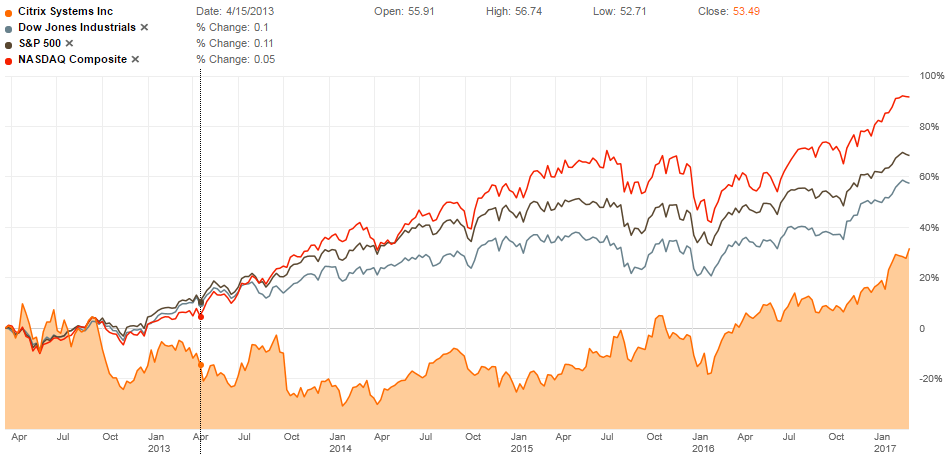 Citrix Systems Inc Date: 4/15/2013 Open: 55.91 High: 56.74 Low: 52.71 Close: 53.49
Dow Jones Industrials ✕ % Change: 0.1
S&P 500 ✕ % Change: 0.11
NASDAQ Composite ✕ % Change: 0.05
100%
80%
60%
40%
20%
0
-20%
Apr Jul Oct Jan Apr Jul Oct Jan Apr Jul Oct Jan Apr Jul Oct Jan Apr Jul Oct Jan
2013 2014 2015 2016 2017